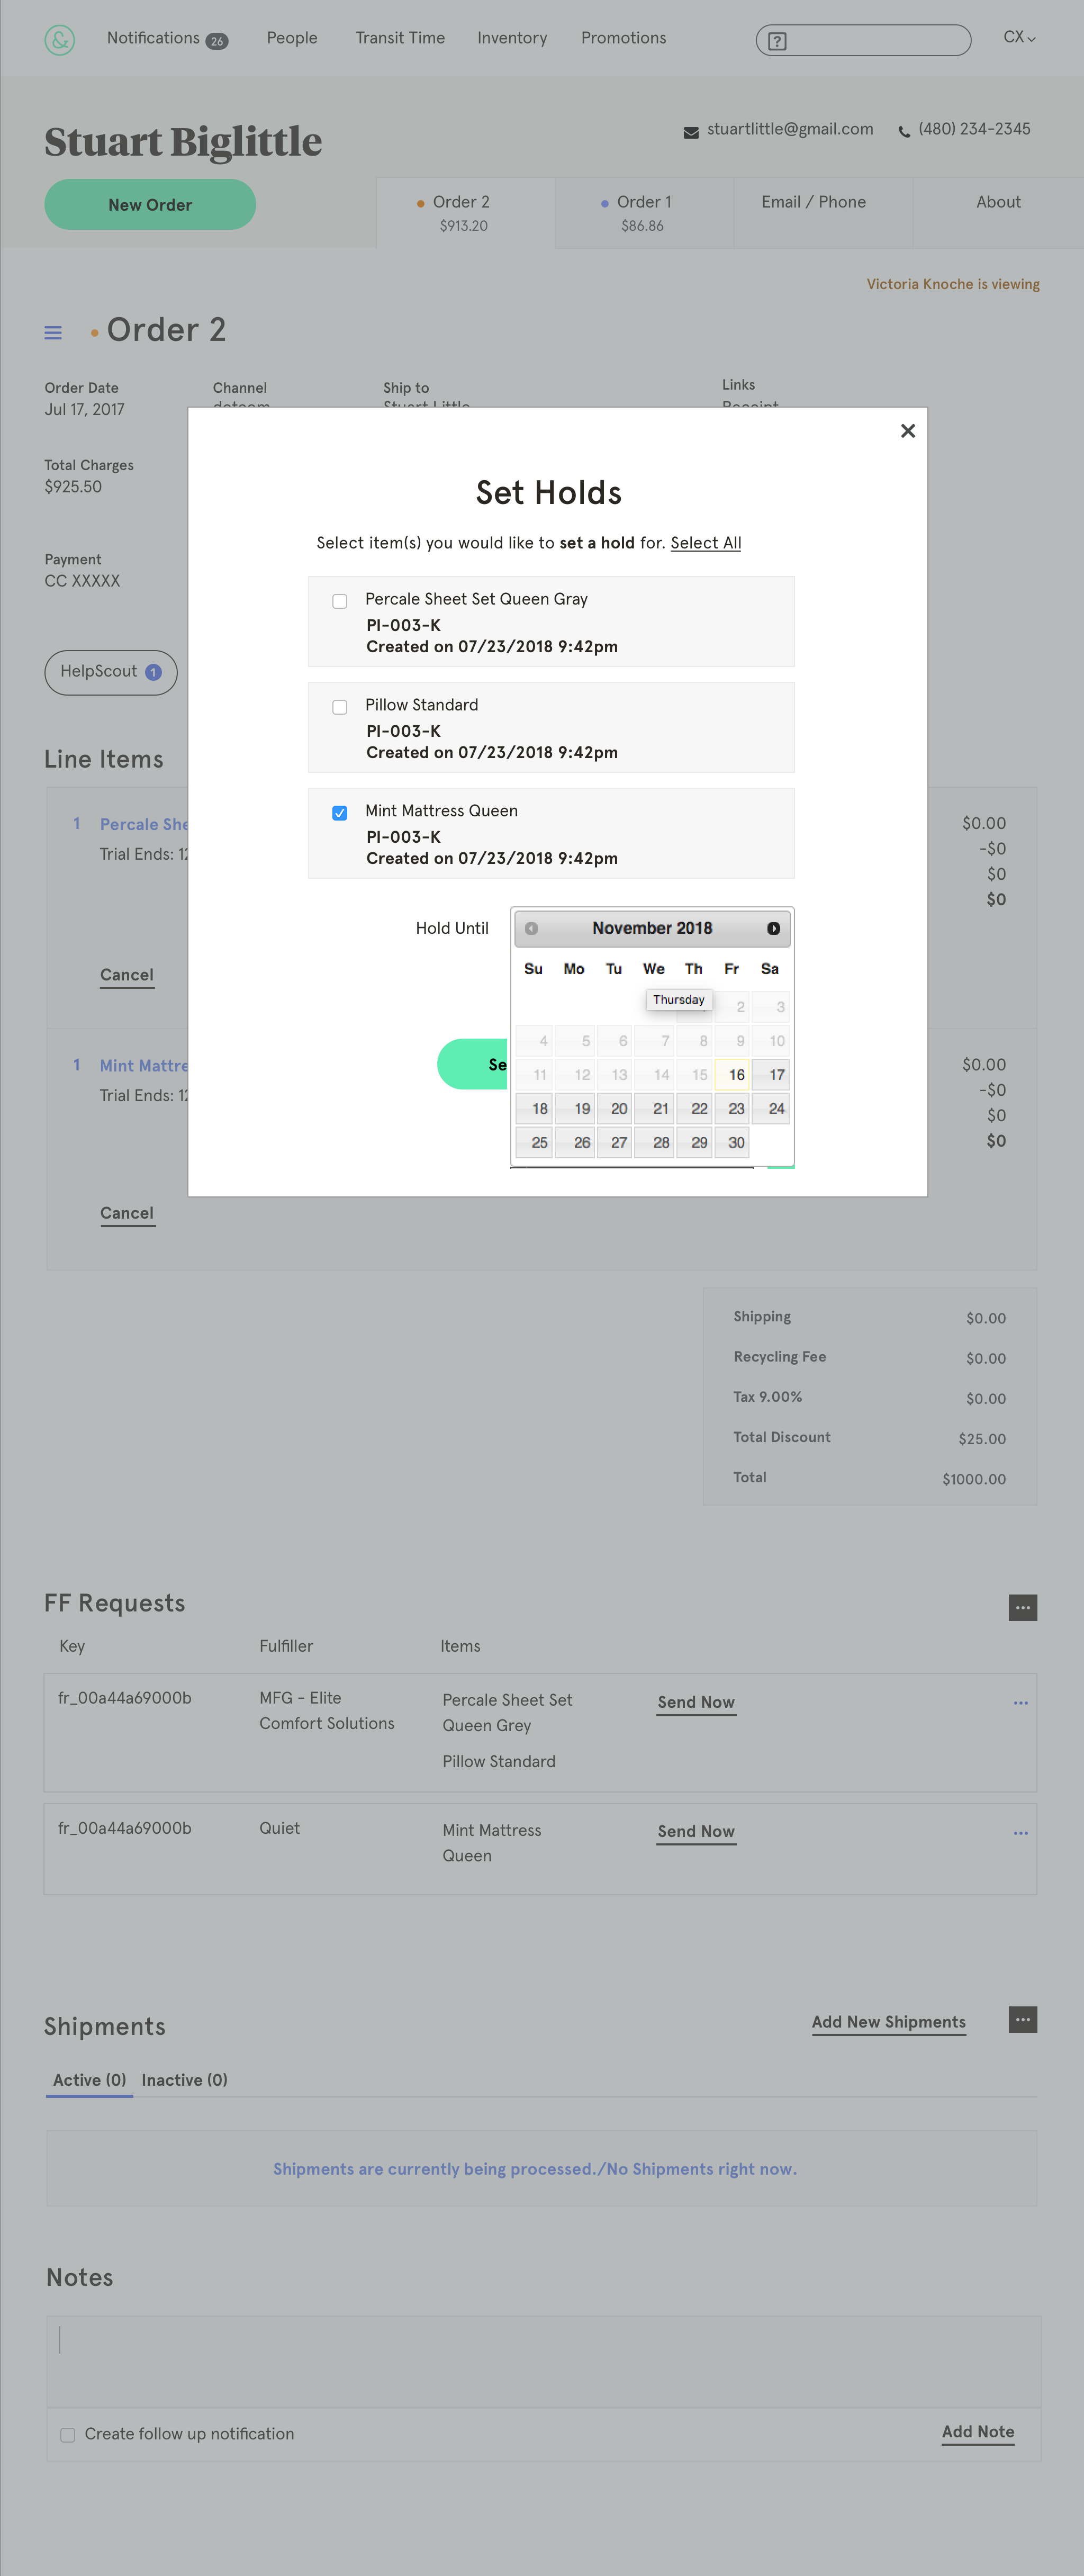 &
Notifications 26 People Transit Time Inventory Promotions ? CX
Stuart Biglittle
stuartlittle@gmail.com (480) 234-2345
New Order
Order 2
$913.20
Order 1
$86.86
Email / Phone
About
Victoria Knoche is viewing
Order 2
Order Date Channel Ship to Links
Jul 17, 2017 dotcom Stuart Little Receipt
Total Charges
$925.50
Payment
CC XXXXX
HelpScout 1
Set Holds
Select item(s) you would like to set a hold for. Select All
Percale Sheet Set Queen Gray
PI-003-K
Created on 07/23/2018 9:42pm
Pillow Standard
PI-003-K
Created on 07/23/2018 9:42pm
Mint Mattress Queen
PI-003-K
Created on 07/23/2018 9:42pm
Hold Until
November 2018
Su Mo Tu We Th Fr Sa
Thursday
2 3
4 5 6 7 8 9 10
11 12 13 14 15 16 17
18 19 20 21 22 23 24
25 26 27 28 29 30
Se
Line Items
1 Percale She
Trial Ends: 12
$0.00
-$0
$0
$0
Cancel
1 Mint Mattre
Trial Ends: 12
$0.00
-$0
$0
$0
Cancel
Shipping $0.00
Recycling Fee $0.00
Tax 9.00% $0.00
Total Discount $25.00
Total $1000.00
FF Requests
Key Fulfiller Items
fr_00a44a69000b
MFG - Elite
Comfort Solutions
Percale Sheet Set
Queen Grey
Pillow Standard
Send Now
fr_00a44a69000b
Quiet
Mint Mattress
Queen
Send Now
Shipments
Add New Shipments
Active (0) Inactive (0)
Shipments are currently being processed./No Shipments right now.
Notes
Create follow up notification
Add Note